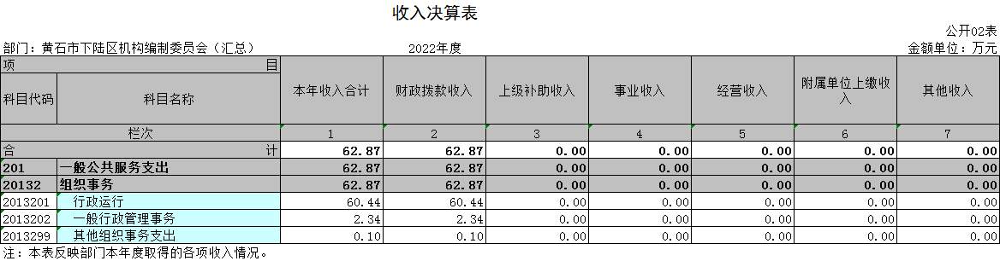 收入决算表
公开02表
部门：黄石市下陆区机构编制委员会（汇总） 2022年度 金额单位：万元
项 目 本年收入合计 财政拨款收入 上级补助收入 事业收入 经营收入 附属单位上缴收入 其他收入
科目代码 科目名称
栏次 1 2 3 4 5 6 7
合 计 62.87 62.87 0.00 0.00 0.00 0.00 0.00
201 一般公共服务支出 62.87 62.87 0.00 0.00 0.00 0.00 0.00
20132 组织事务 62.87 62.87 0.00 0.00 0.00 0.00 0.00
2013201 行政运行 60.44 60.44 0.00 0.00 0.00 0.00 0.00
2013202 一般行政管理事务 2.34 2.34 0.00 0.00 0.00 0.00 0.00
2013299 其他组织事务支出 0.10 0.10 0.00 0.00 0.00 0.00 0.00
注：本表反映部门本年度取得的各项收入情况。